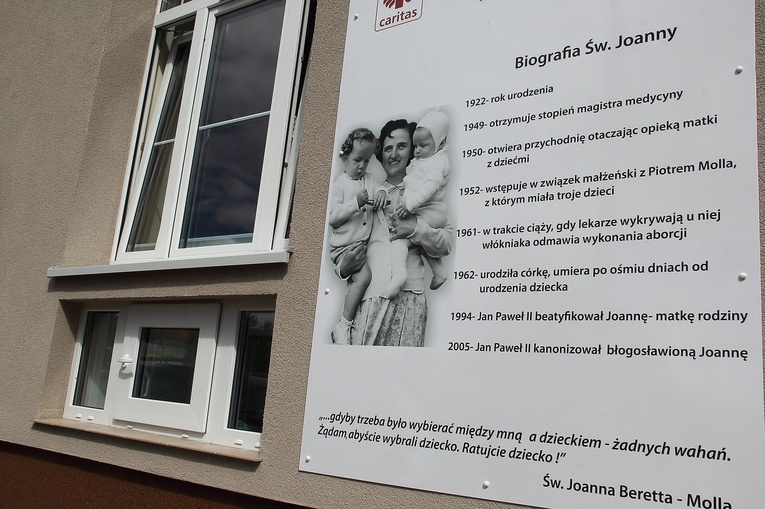 caritas
Biografia Św. Joanny
1922- rok urodzenia
1949- otrzymuje stopień magistra medycyny
1950- otwiera przychodnię otaczając opieką matki
z dziećmi
1952- wstępuje w związek małżeński z Piotrem Molla,
z którym miała troje dzieci
1961- w trakcie ciąży, gdy lekarze wykrywają u niej
włókniaka odmawia wykonania aborcji
1962- urodziła córkę, umiera po ośmiu dniach od
urodzenia dziecka
1994- Jan Paweł II beatyfikował Joannę- matkę rodziny
2005- Jan Paweł II kanonizował błogosławioną Joannę
„...gdyby trzeba było wybierać między mną a dzieckiem - żadnych wahań.
Żądam,abyście wybrali dziecko. Ratujcie dziecko !”
Św. Joanna Beretta - Molla